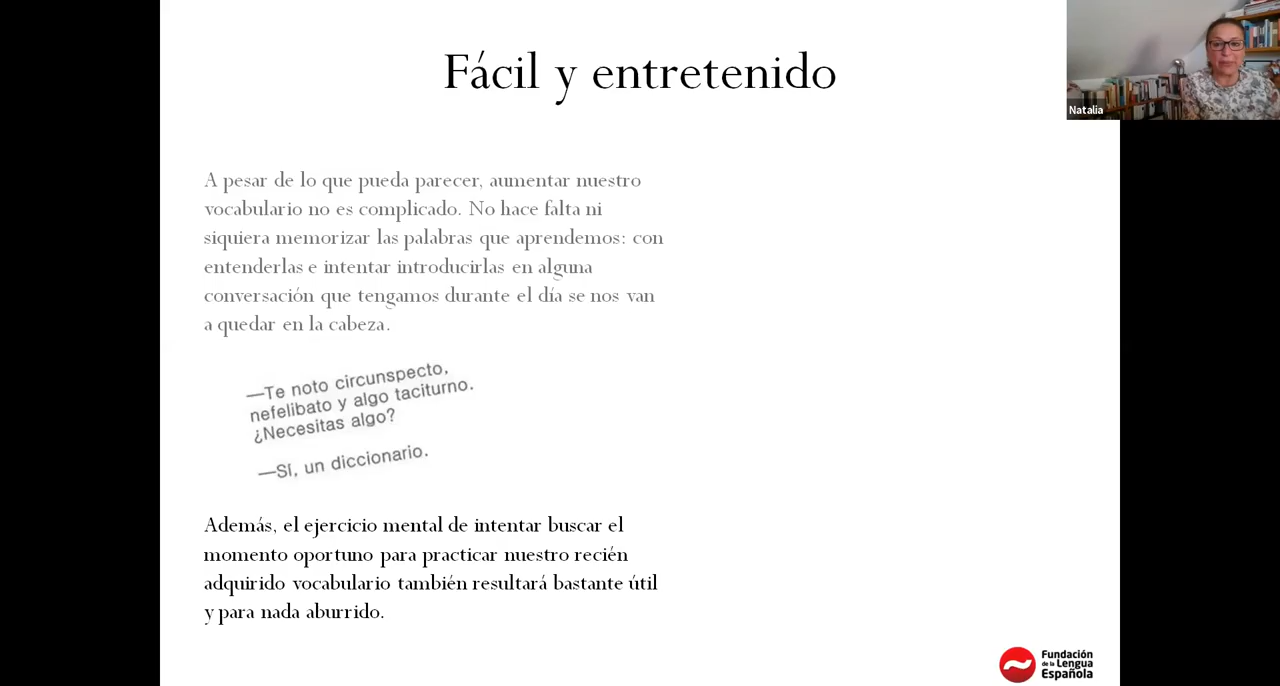 Fácil y entretenido
Natalia
A pesar de lo que pueda parecer, aumentar nuestro
vocabulario no es complicado. No hace falta ni
siquiera memorizar las palabras que aprendemos: con
entenderlas e intentar introducirlas en alguna
conversación que tengamos durante el día se nos van
a quedar en la cabeza.
—Te noto circunspecto,
nefelibato y algo taciturno.
¿Necesitas algo?
—Sí, un diccionario.
Además, el ejercicio mental de intentar buscar el
momento oportuno para practicar nuestro recién
adquirido vocabulario también resultará bastante útil
y para nada aburrido.
Fundación
de la Lengua
Española